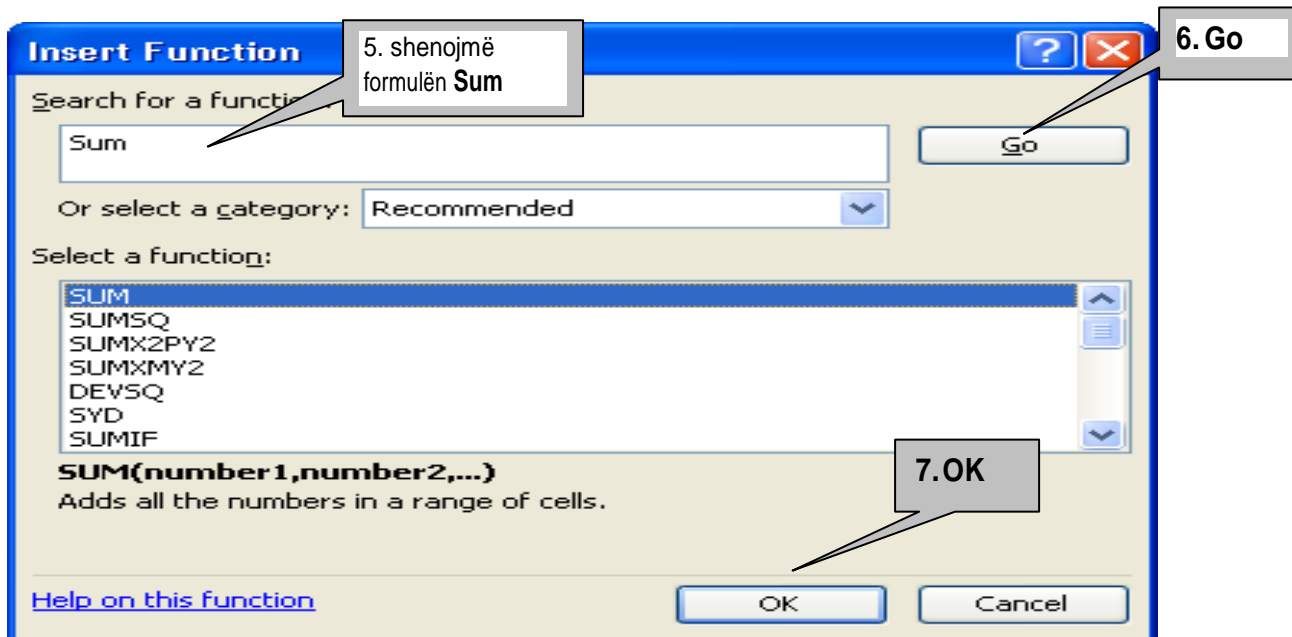 Insert Function
5. shenojmë
formulën Sum
6. Go
Search for a function:
Sum
Go
Or select a category: Recommended
Select a function:
SUM
SUMSQ
SUMX2PY2
SUMXMY2
DEVSQ
SYD
SUMIF
SUM(number1,number2,...)
Adds all the numbers in a range of cells.
7. OK
Help on this function
OK
Cancel